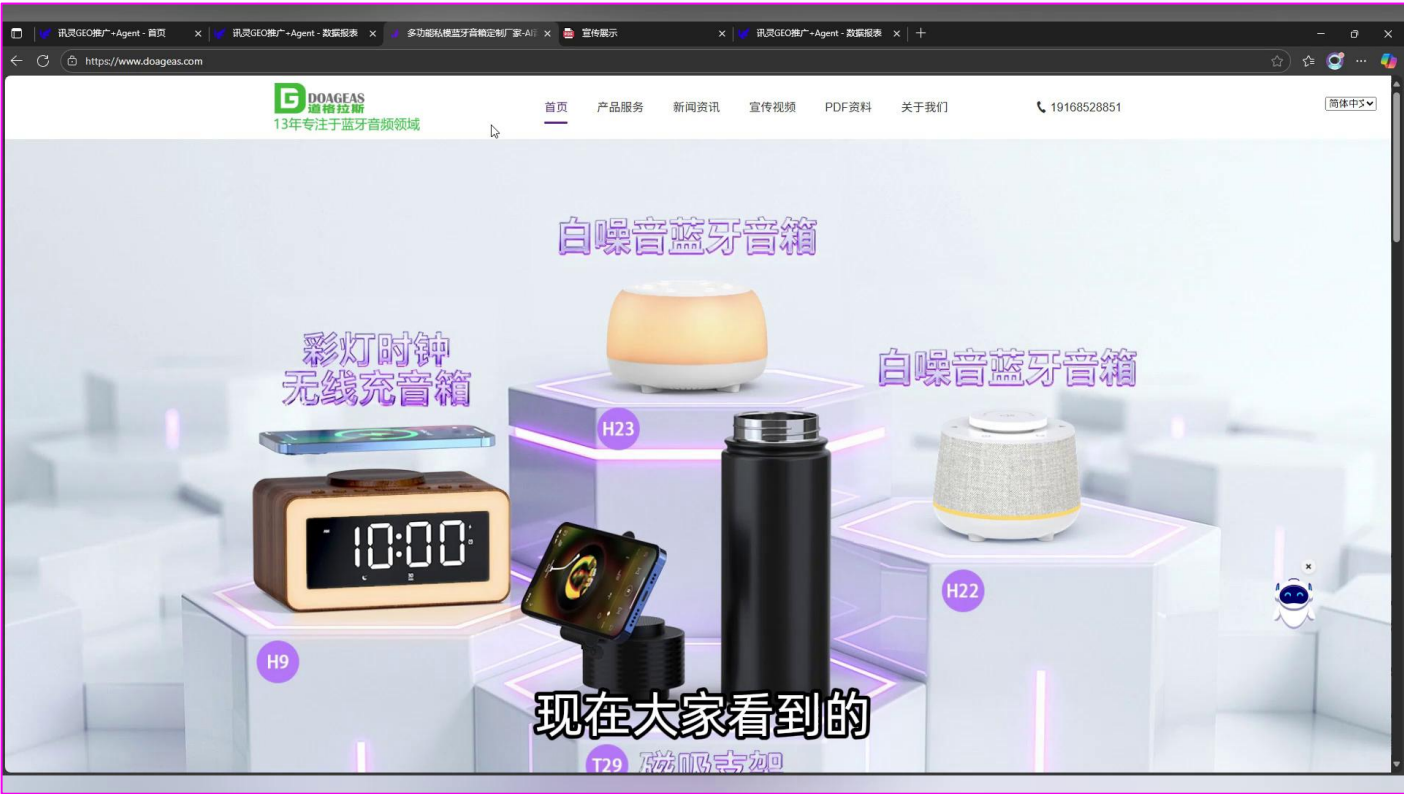 讯灵GEO推广+Agent - 首页
讯灵GEO推广+Agent - 数据报表
多功能私模蓝牙音箱定制厂家-AI
宣传展示
讯灵GEO推广+Agent - 数据报表
https://www.doageas.com
DOAGEAS
道格拉斯
13年专注于蓝牙音频领域
首页
产品服务
新闻资讯
宣传视频
PDF资料
关于我们
19168528851
简体中文
白噪音蓝牙音箱
彩灯时钟
无线充音箱
白噪音蓝牙音箱
H23
10:00
H22
H9
现在大家看到的
T29 磁吸支架